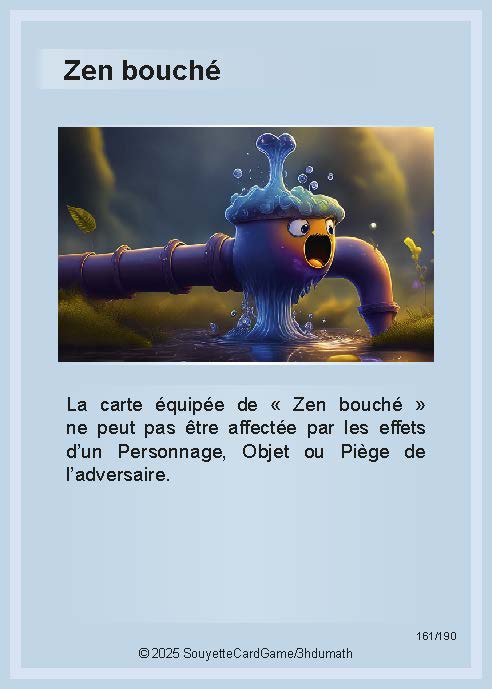 Zen bouché
La carte équipée de « Zen bouché »
ne peut pas être affectée par les effets
d'un Personnage, Objet ou Piège de
l'adversaire.
161/190
© 2025 SouyetteCardGame/3hdumath